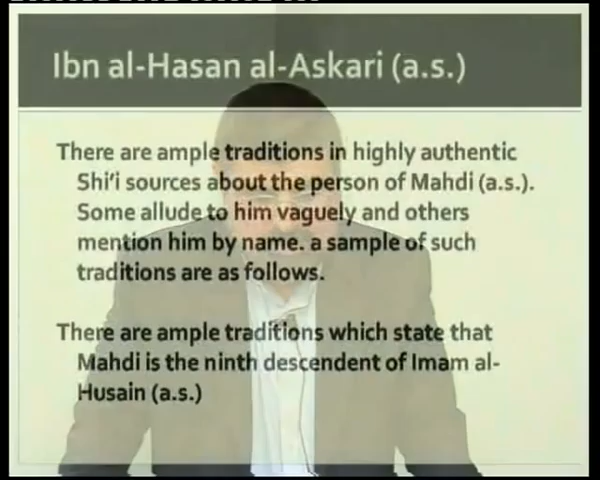 Ibn al-Hasan al-Askari (a.s.)
There are ample traditions in highly authentic
Shi'i sources about the person of Mahdi (a.s.).
Some allude to him vaguely and others
mention him by name. a sample of such
traditions are as follows.
There are ample traditions which state that
Mahdi is the ninth descendent of Imam al-
Husain (a.s.)